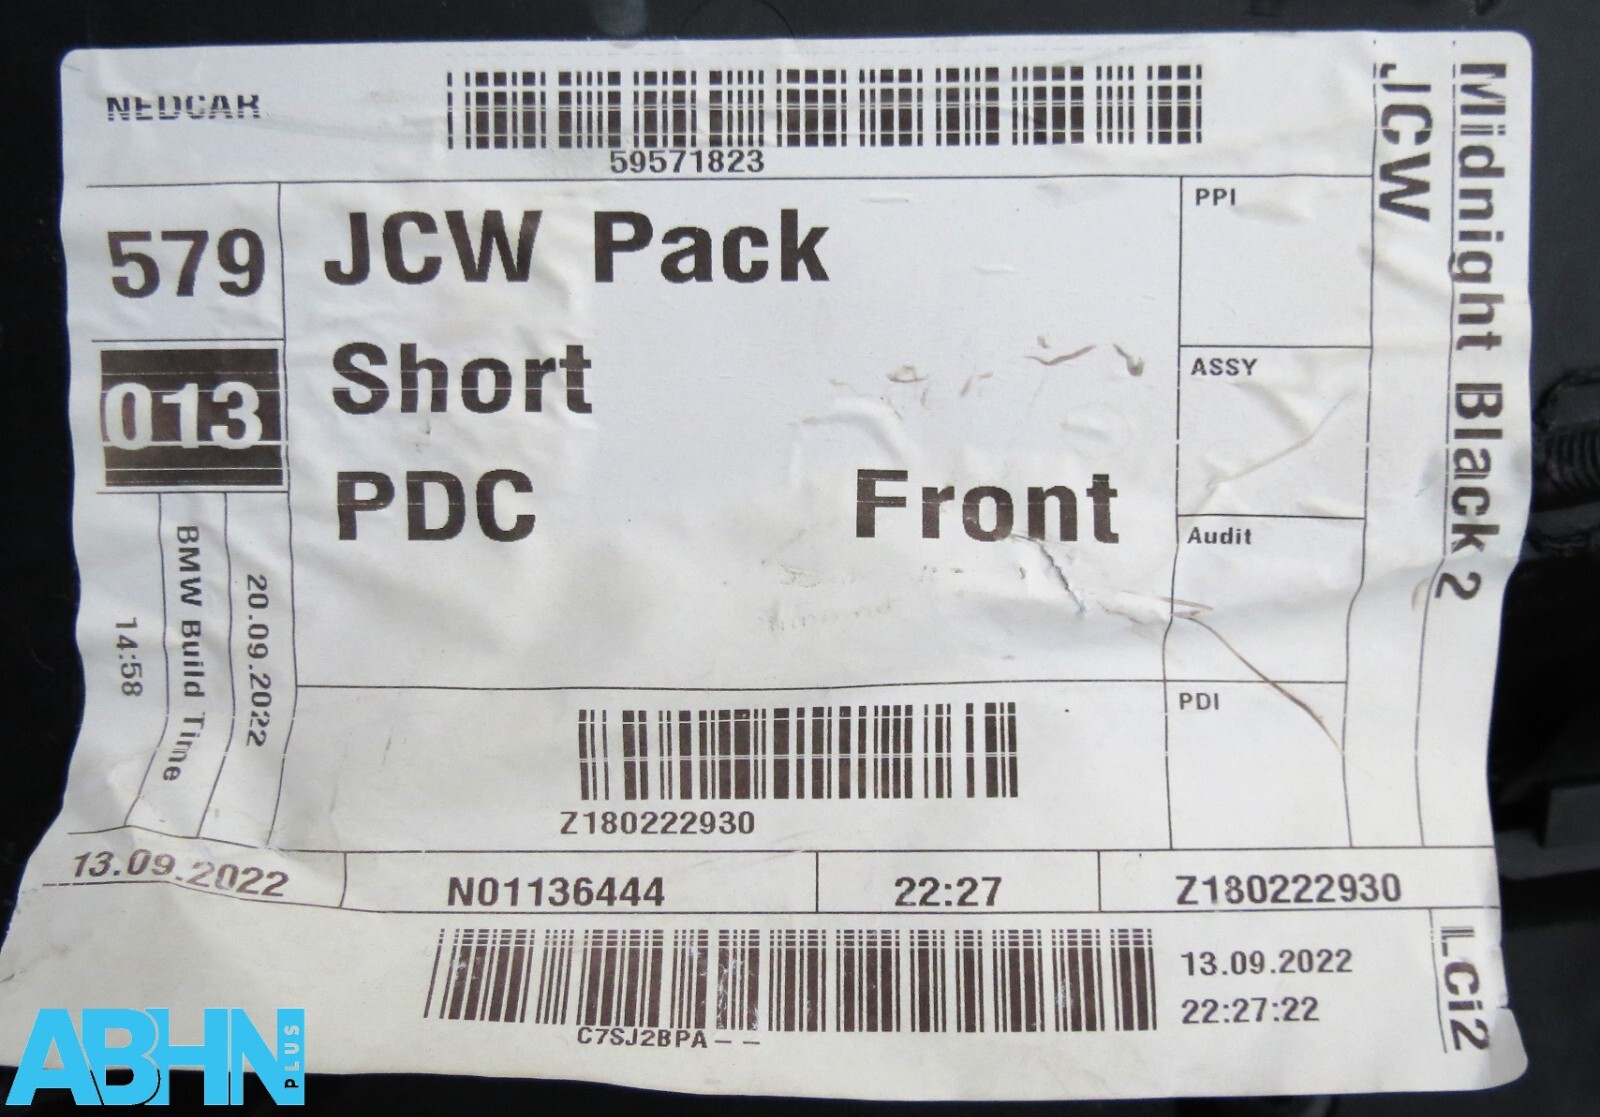 NEDCAR
59571823
579
JCW Pack
PPI
JCW
Midnight Black 2
013
Short
ASSY
PDC Front
Audit
BMW Build Time
20.09.2022
14:58
PDI
Z180222930
13.09.2022
N01136444
22:27
Z180222930
C7SJ2BPA--
13.09.2022
22:27:22
LCi2
ABHN PLUS